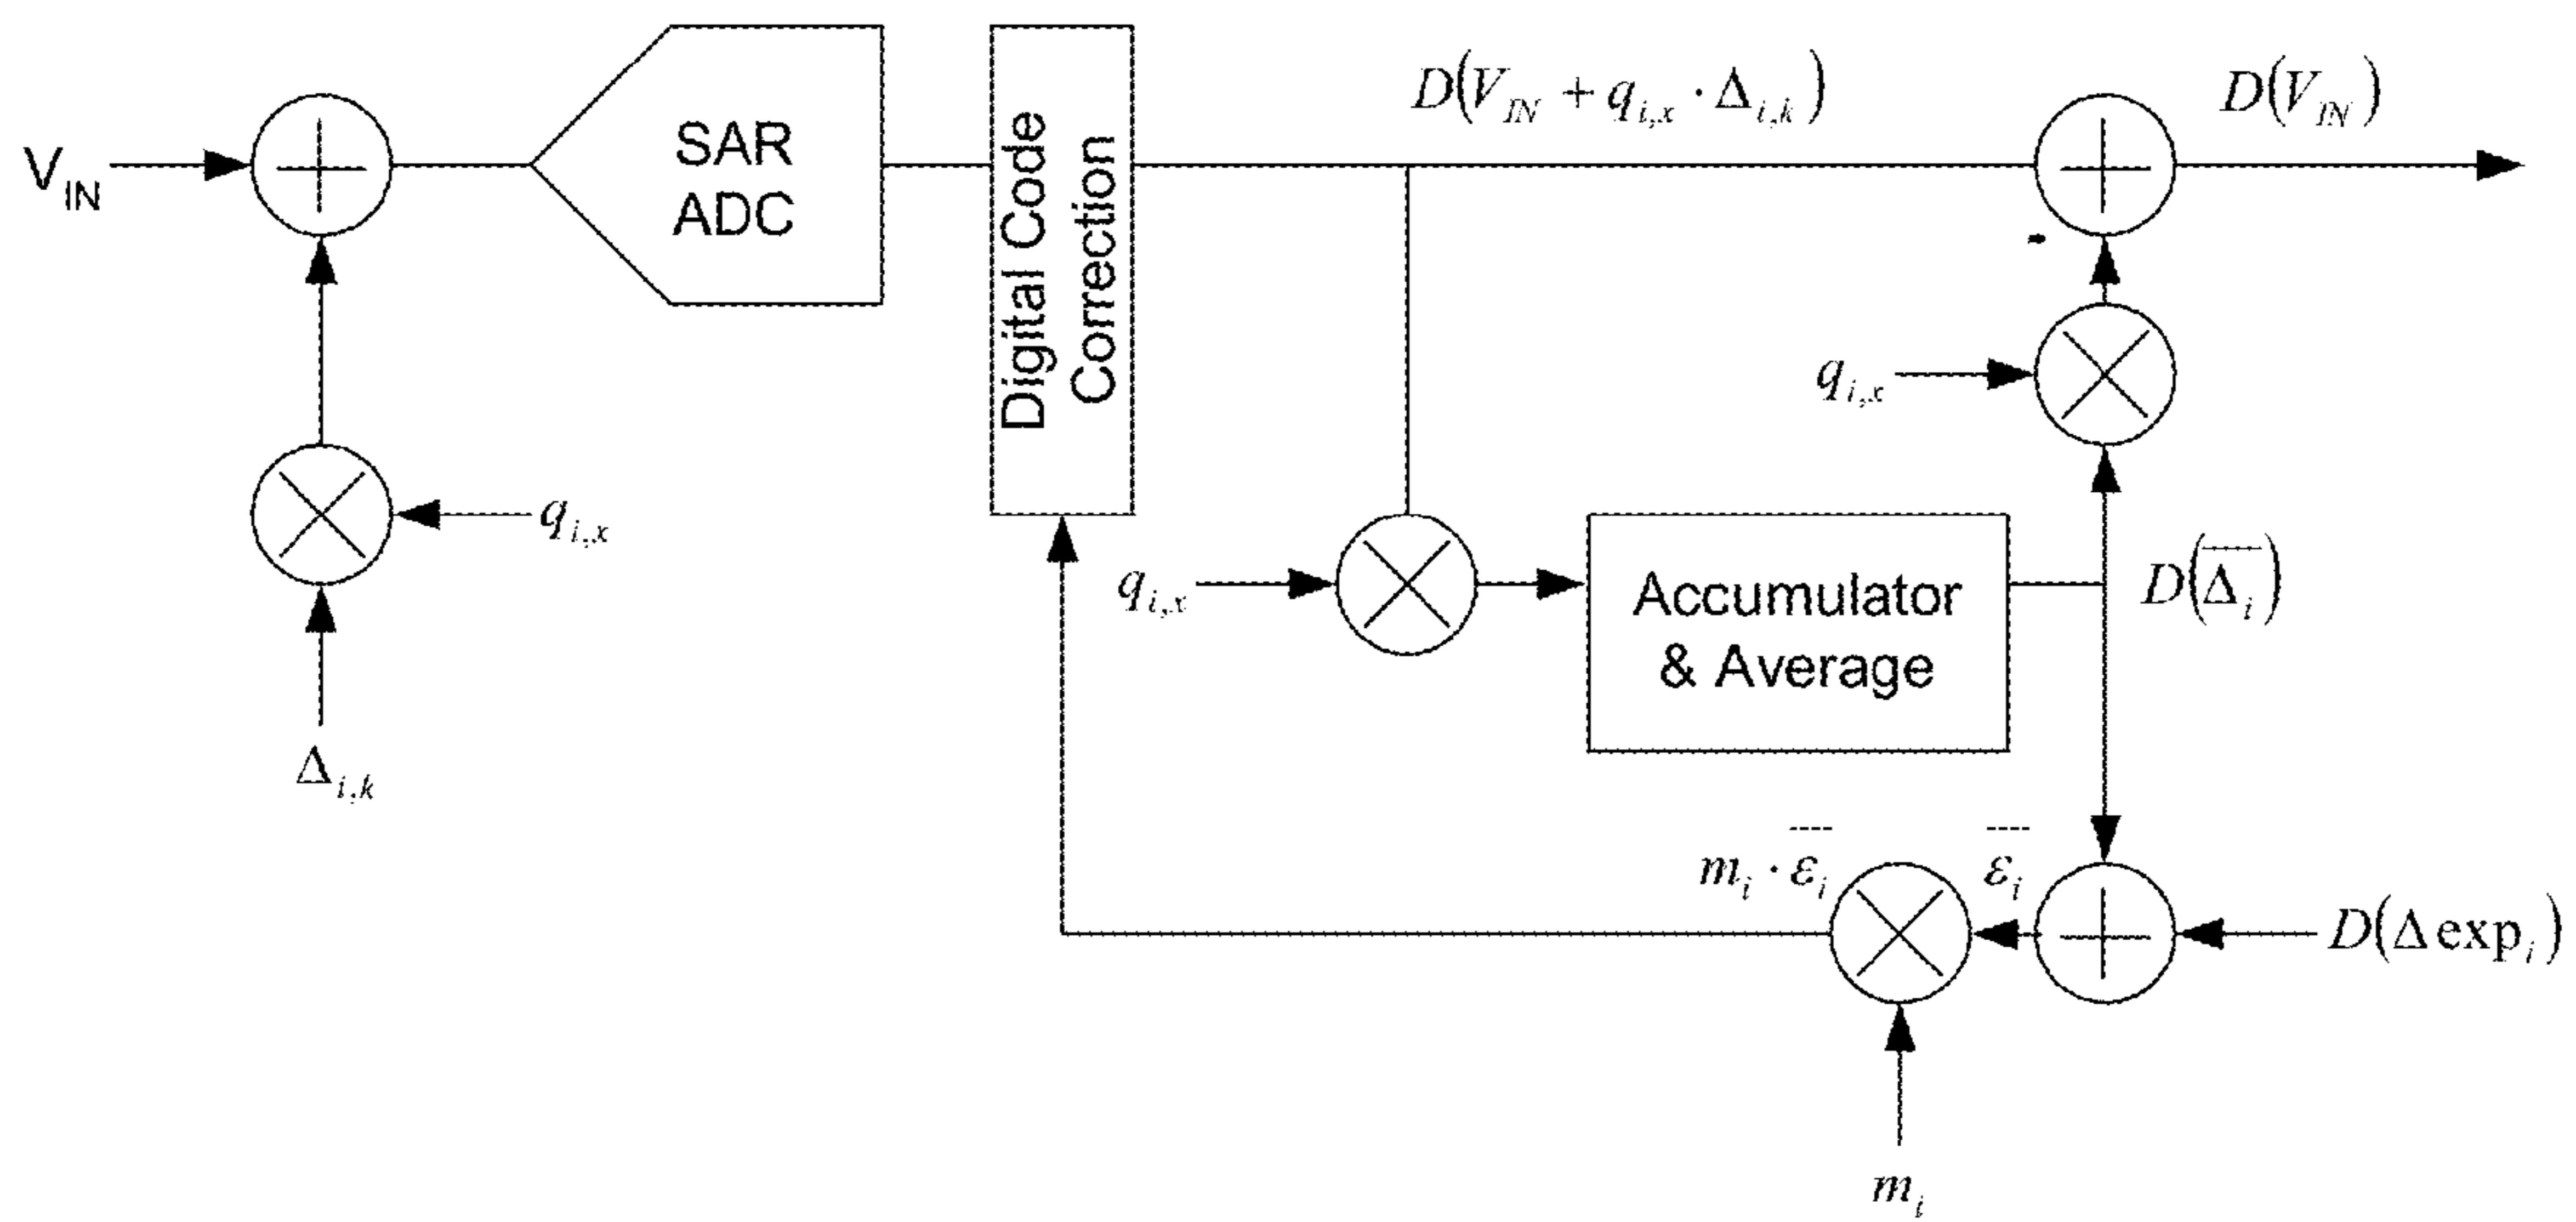 D(V_IN + q_i,x · Δ_i,k)
D(V_IN)
V_IN
SAR
ADC
Digital Code
Correction
-
q_i,x
q_i,x
q_i,x
Accumulator
& Average
D(Δ̅_i)
Δ_i,k
m_i · ε̅_i
ε̅_i
D(Δ exp_i)
m_i